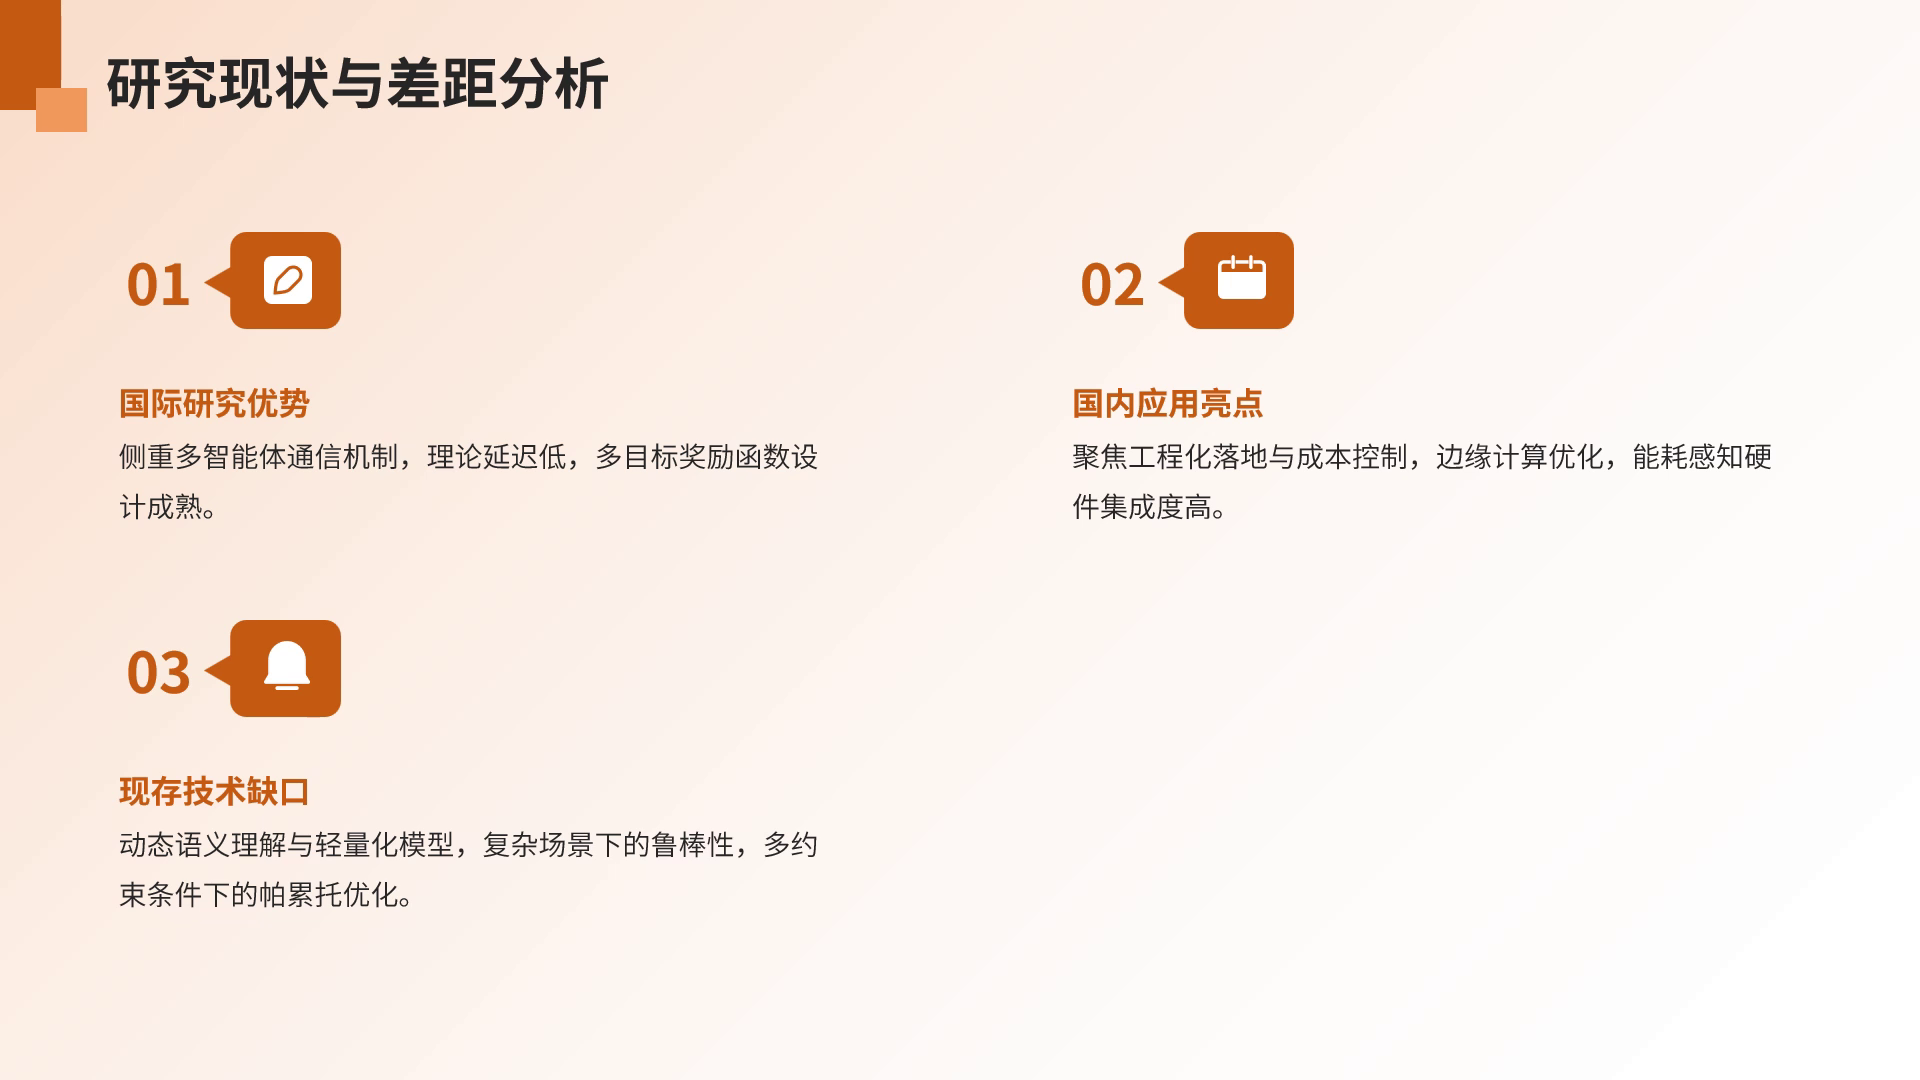 研究现状与差距分析
01
国际研究优势
侧重多智能体通信机制，理论延迟低，多目标奖励函数设
计成熟。
02
国内应用亮点
聚焦工程化落地与成本控制，边缘计算优化，能耗感知硬
件集成度高。
03
现存技术缺口
动态语义理解与轻量化模型，复杂场景下的鲁棒性，多约
束条件下的帕累托优化。